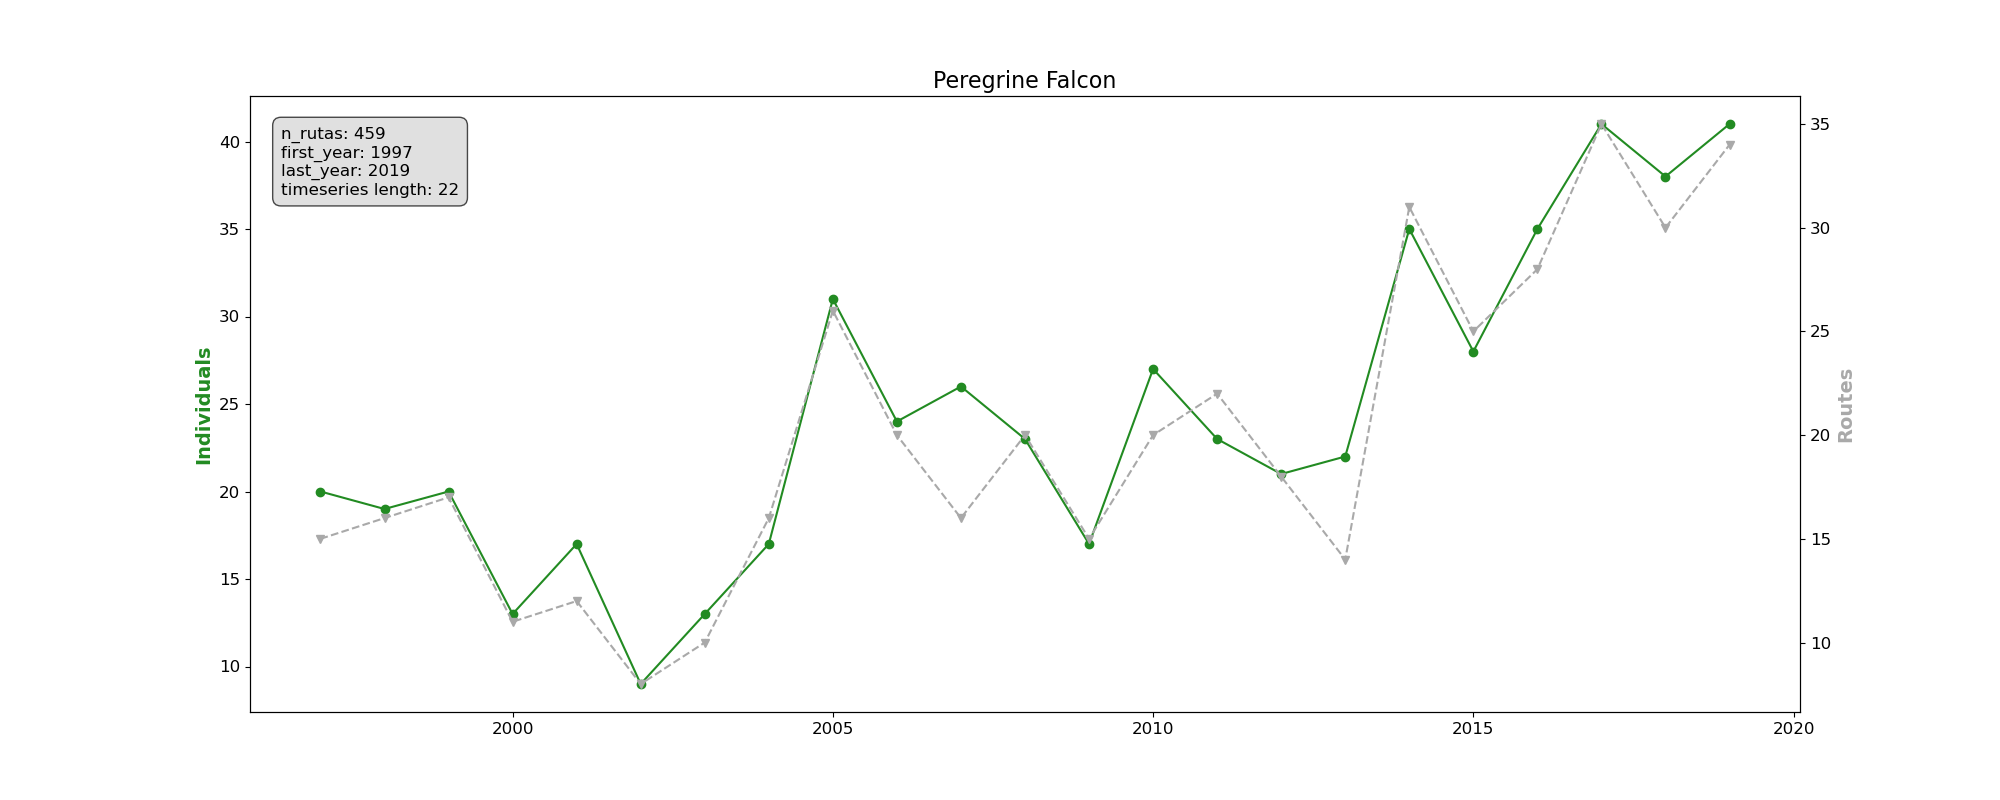 Peregrine Falcon
n_rutas: 459
first_year: 1997
last_year: 2019
timeseries length: 22
40
35
30
25
20
15
10
Individuals
35
30
25
20
15
10
Routes
2000
2005
2010
2015
2020